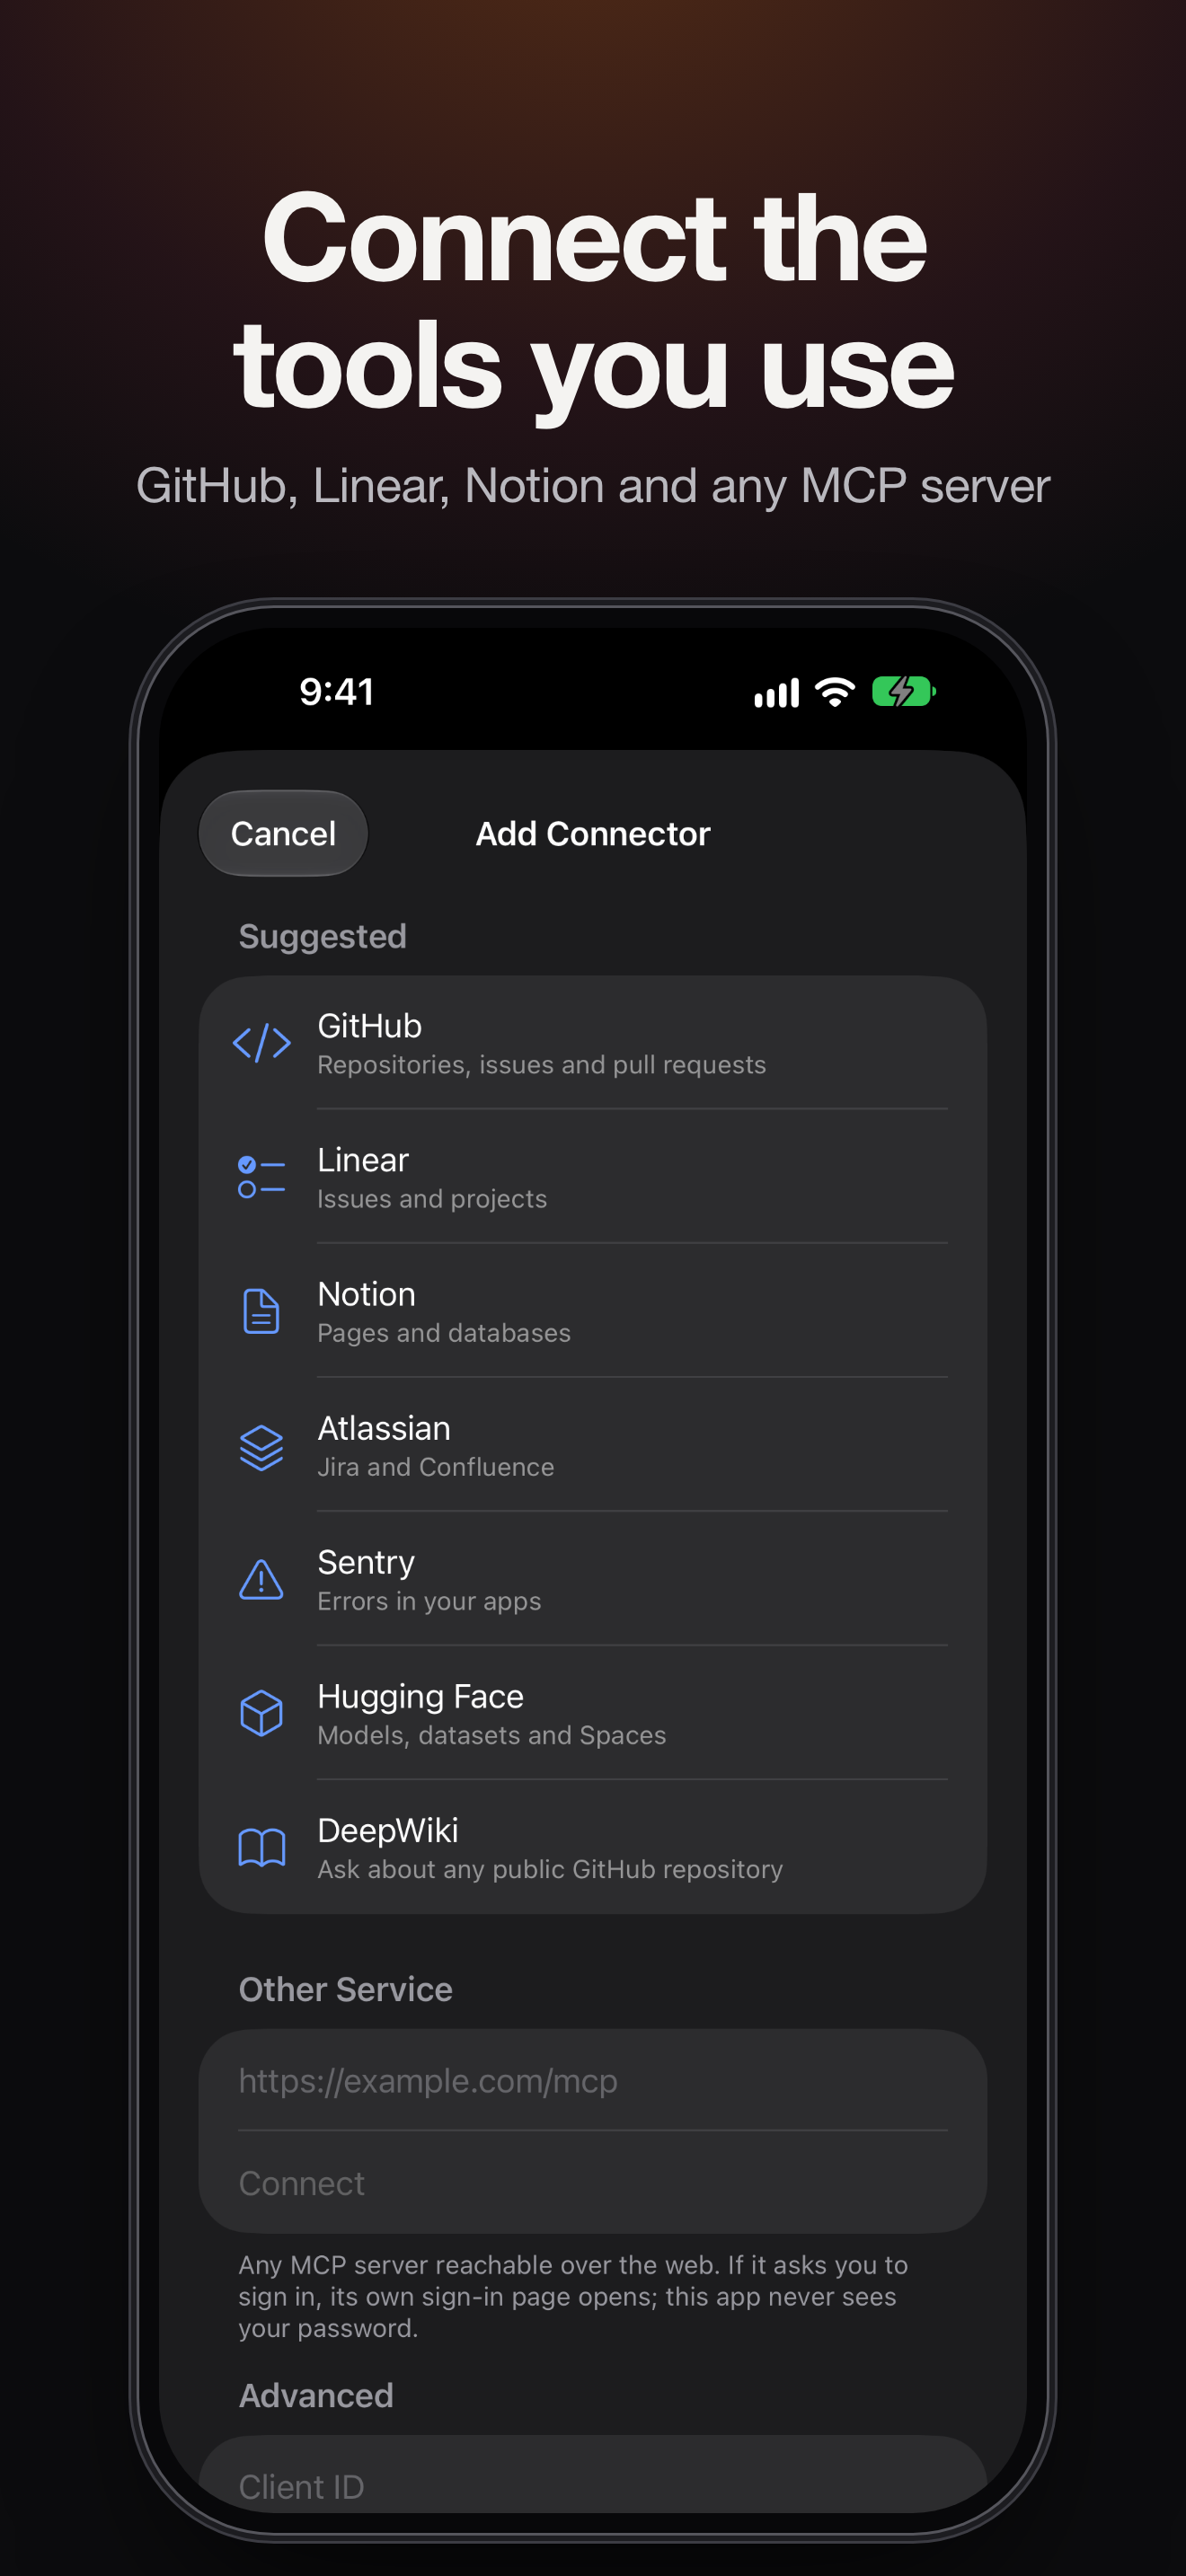 Connect the
tools you use
GitHub, Linear, Notion and any MCP server
9:41
Cancel
Add Connector
Suggested
GitHub
Repositories, issues and pull requests
Linear
Issues and projects
Notion
Pages and databases
Atlassian
Jira and Confluence
Sentry
Errors in your apps
Hugging Face
Models, datasets and Spaces
DeepWiki
Ask about any public GitHub repository
Other Service
https://example.com/mcp
Connect
Any MCP server reachable over the web. If it asks you to
sign in, its own sign-in page opens; this app never sees
your password.
Advanced
Client ID